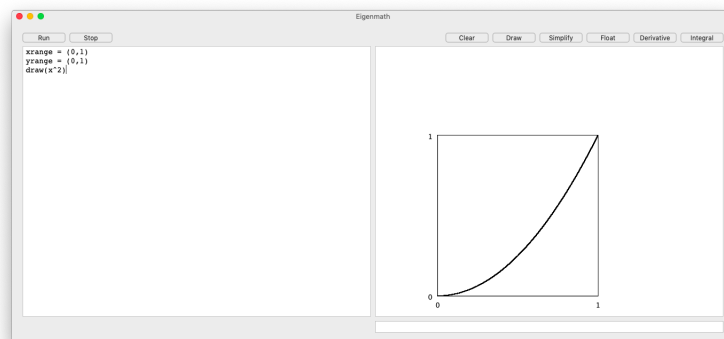 Eigenmath
Run Stop Clear Draw Simplify Float Derivative Integral
xrange = (0,1)
yrange = (0,1)
draw(x^2)
1
0
0 1